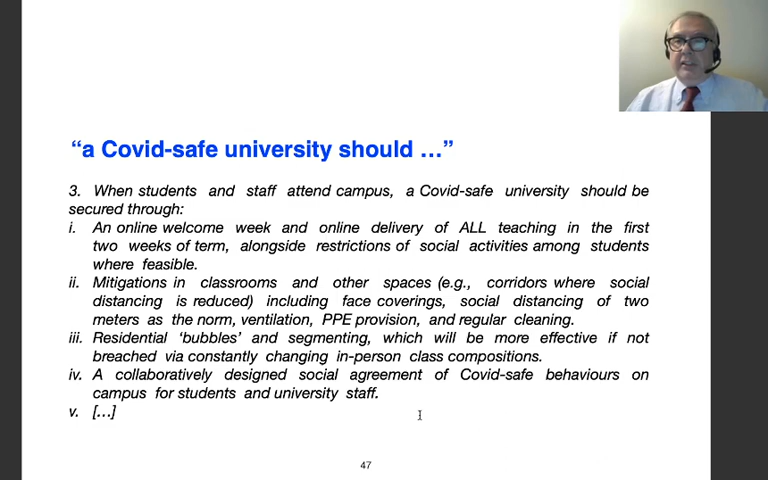 “a Covid-safe university should …”
3. When students and staff attend campus, a Covid-safe university should be
secured through:
i. An online welcome week and online delivery of ALL teaching in the first
two weeks of term, alongside restrictions of social activities among students
where feasible.
ii. Mitigations in classrooms and other spaces (e.g., corridors where social
distancing is reduced) including face coverings, social distancing of two
meters as the norm, ventilation, PPE provision, and regular cleaning.
iii. Residential ‘bubbles’ and segmenting, which will be more effective if not
breached via constantly changing in-person class compositions.
iv. A collaboratively designed social agreement of Covid-safe behaviours on
campus for students and university staff.
v. […]
47